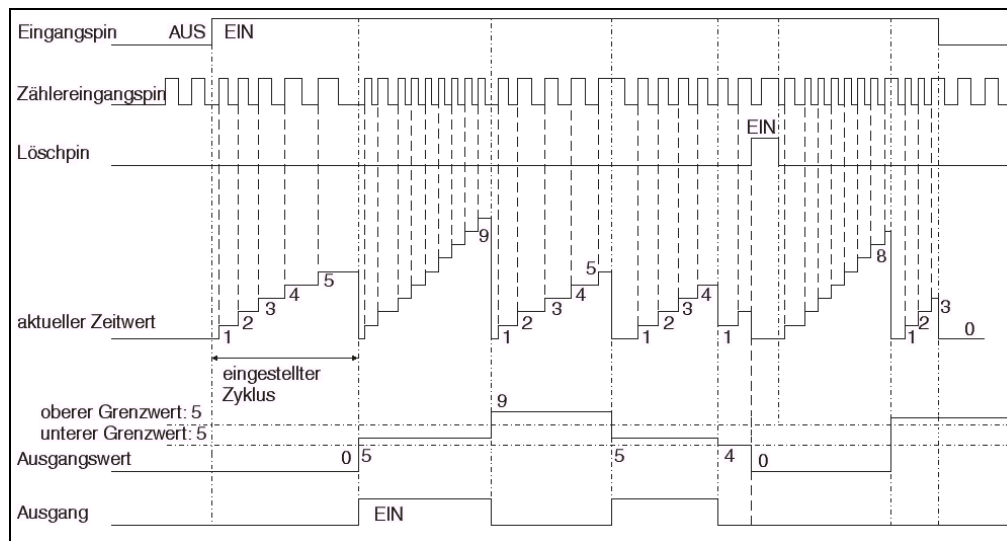 Eingangspin AUS EIN
Zählereingangspin
EIN
Löschpin
9 8
5 5
4 4 4
3 3 3 3
2 2 2 2
aktueller Zeitwert 1 1 1 1 1 0
eingestellter
Zyklus
9
oberer Grenzwert: 5
unterer Grenzwert: 5
Ausgangswert 0 5 5 4 0
Ausgang EIN